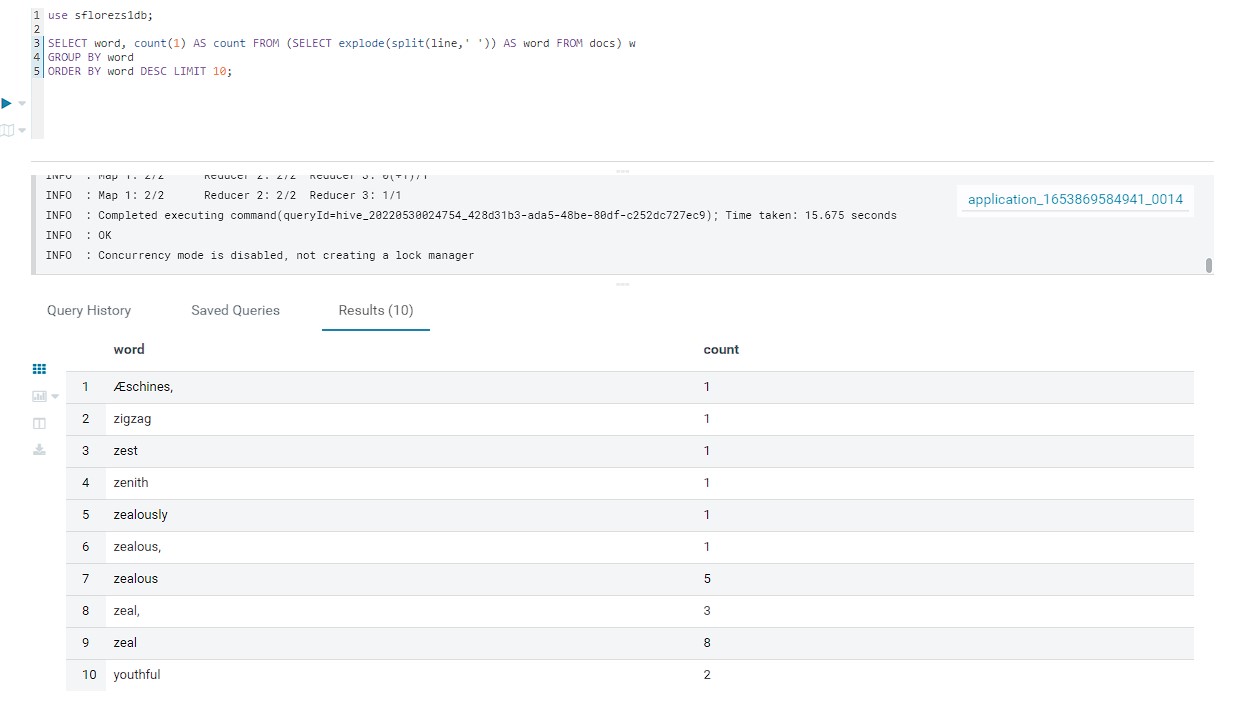 1 use sflorezs1db;
2
3 SELECT word, count(1) AS count FROM (SELECT explode(split(line,' ')) AS word FROM docs) w
4 GROUP BY word
5 ORDER BY word DESC LIMIT 10;
INFO : Map 1: 2/2 Reducer 2: 2/2 Reducer 3: 0(+1)/1
INFO : Map 1: 2/2 Reducer 2: 2/2 Reducer 3: 1/1
application_1653869584941_0014
INFO : Completed executing command(queryId=hive_20220530024754_428d31b3-ada5-48be-80df-c252dc727ec9); Time taken: 15.675 seconds
INFO : OK
INFO : Concurrency mode is disabled, not creating a lock manager
Query History Saved Queries Results (10)
word count
1 Æschines, 1
2 zigzag 1
3 zest 1
4 zenith 1
5 zealously 1
6 zealous, 1
7 zealous 5
8 zeal, 3
9 zeal 8
10 youthful 2